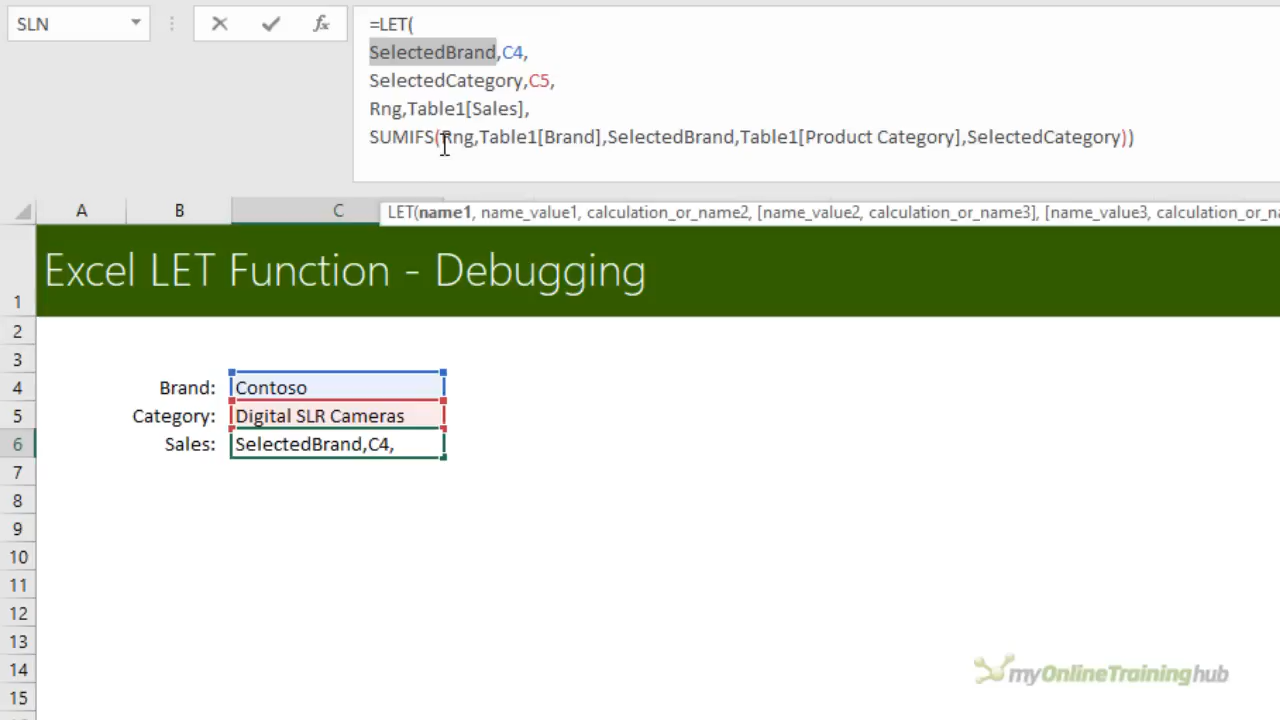 SLN
fx
=LET(
SelectedBrand,C4,
SelectedCategory,C5,
Rng,Table1[Sales],
SUMIFS(Rng,Table1[Brand],SelectedBrand,Table1[Product Category],SelectedCategory))
LET(name1, name_value1, calculation_or_name2, [name_value2, calculation_or_name3], [name_value3, calculation_or_na
A B C
1 Excel LET Function - Debugging
2
3
4 Brand: Contoso
5 Category: Digital SLR Cameras
6 Sales: SelectedBrand,C4,
7
8
9
10
11
12
13
14
15
myOnlineTraininghub